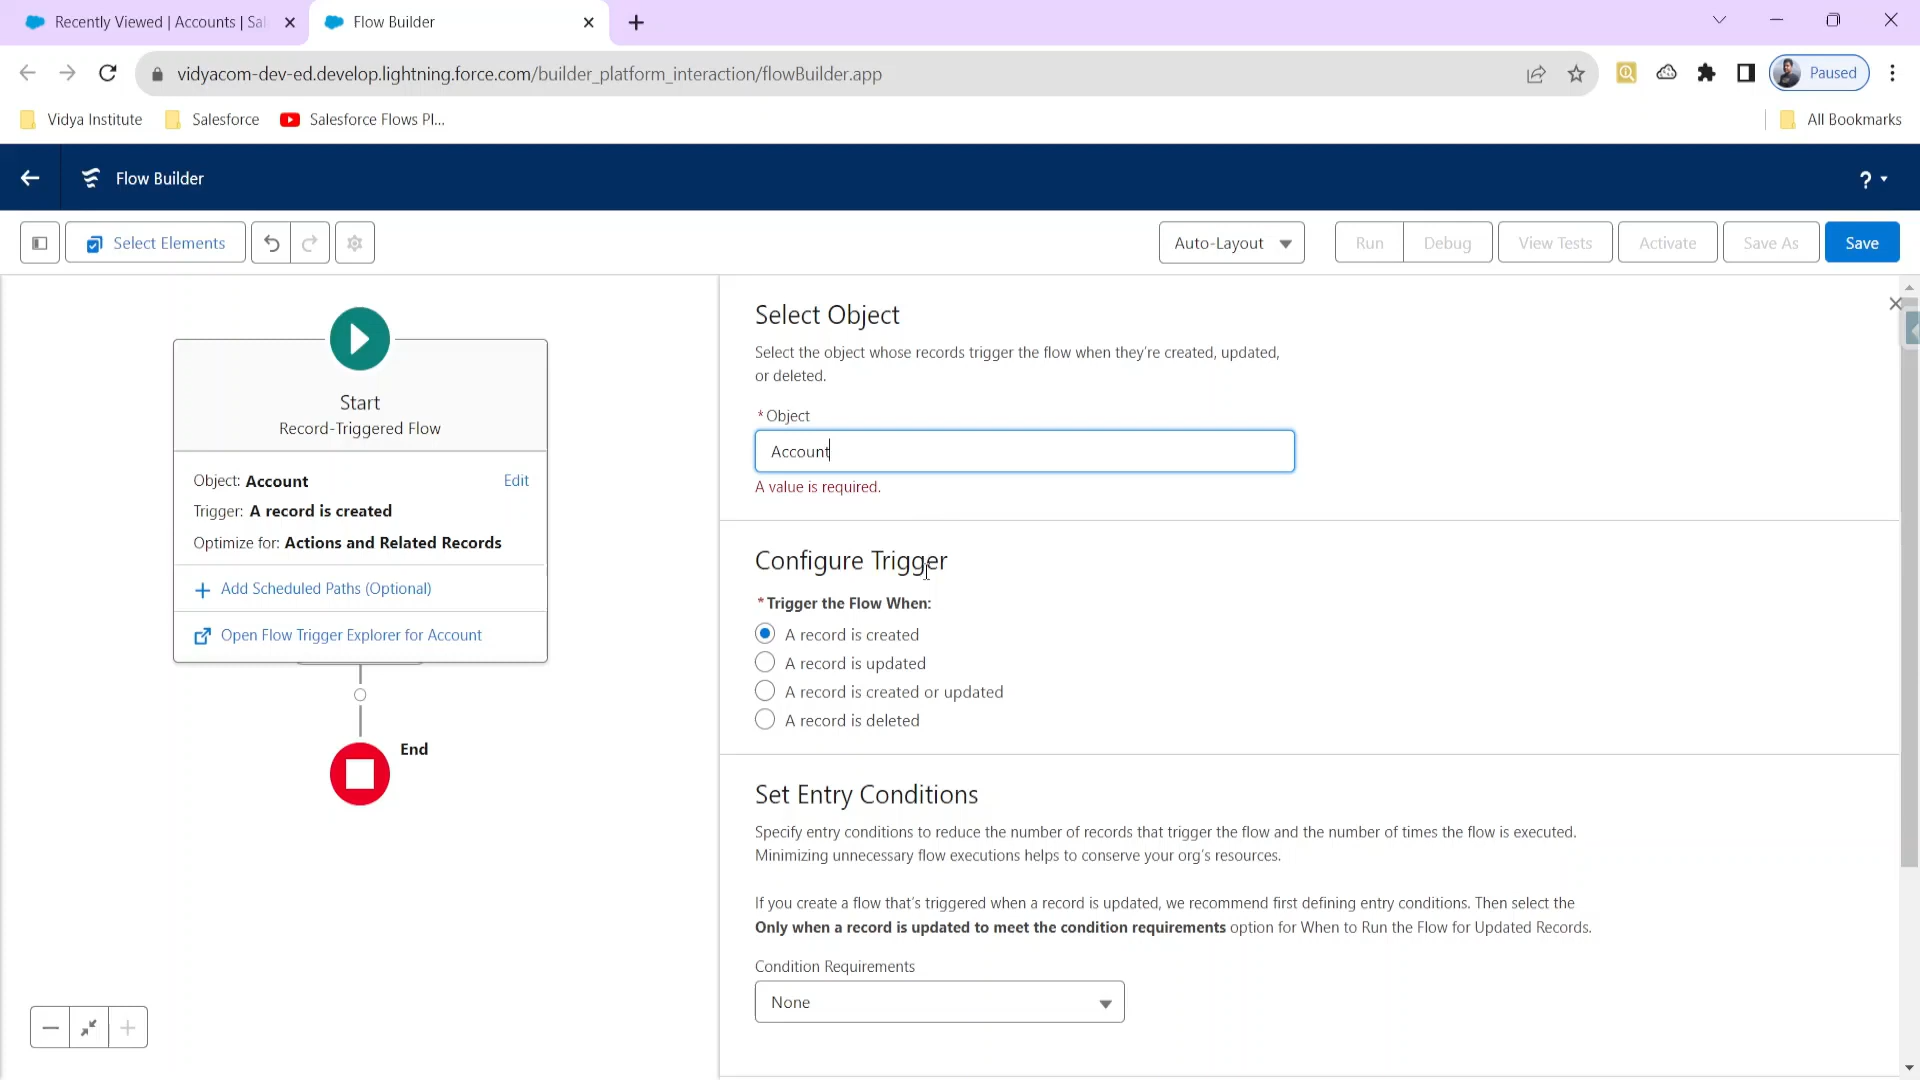 Recently Viewed | Accounts | Sal
Flow Builder
vidyacom-dev-ed.develop.lightning.force.com/builder_platform_interaction/flowBuilder.app
Paused
Vidya Institute
Salesforce
Salesforce Flows Pl...
All Bookmarks
Flow Builder
?
Select Elements
Auto-Layout
Run
Debug
View Tests
Activate
Save As
Save
Start
Record-Triggered Flow
Object: Account
Edit
Trigger: A record is created
Optimize for: Actions and Related Records
Add Scheduled Paths (Optional)
Open Flow Trigger Explorer for Account
End
Select Object
Select the object whose records trigger the flow when they're created, updated,
or deleted.
* Object
Account
A value is required.
Configure Trigger
* Trigger the Flow When:
A record is created
A record is updated
A record is created or updated
A record is deleted
Set Entry Conditions
Specify entry conditions to reduce the number of records that trigger the flow and the number of times the flow is executed.
Minimizing unnecessary flow executions helps to conserve your org's resources.
If you create a flow that's triggered when a record is updated, we recommend first defining entry conditions. Then select the
Only when a record is updated to meet the condition requirements option for When to Run the Flow for Updated Records.
Condition Requirements
None